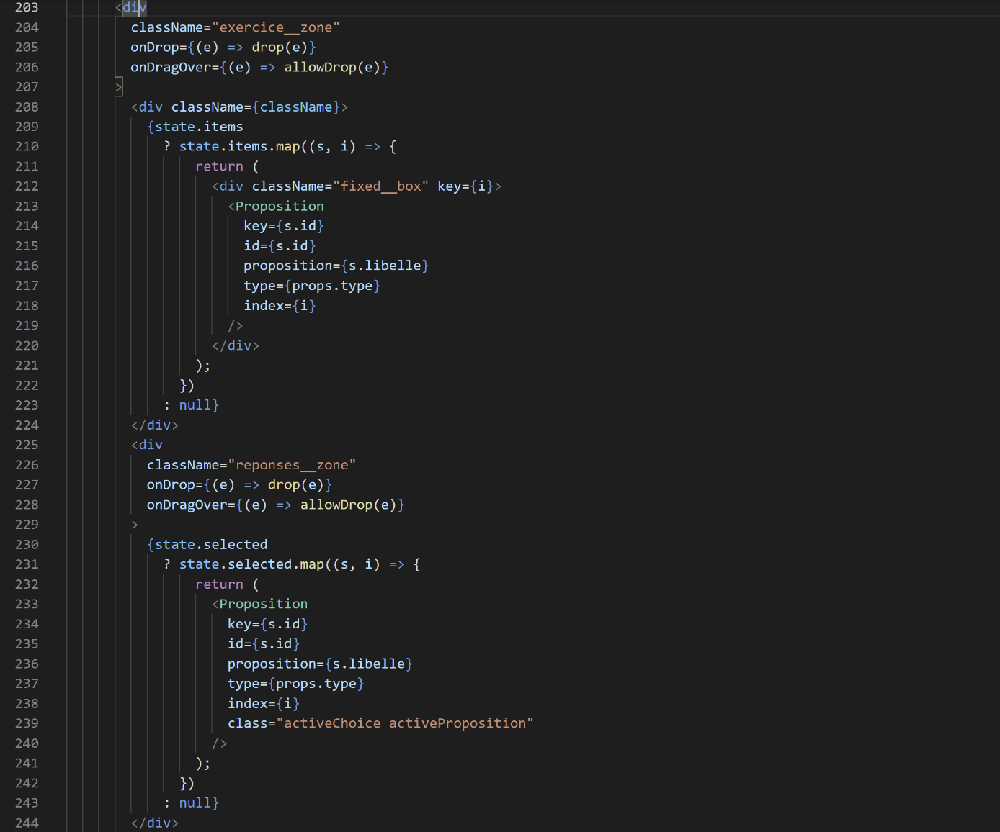 203 <div
204 className="exercice__zone"
205 onDrop={(e) => drop(e)}
206 onDragOver={(e) => allowDrop(e)}
207 >
208 <div className={className}>
209 {state.items
210 ? state.items.map((s, i) => {
211 return (
212 <div className="fixed__box" key={i}>
213 <Proposition
214 key={s.id}
215 id={s.id}
216 proposition={s.libelle}
217 type={props.type}
218 index={i}
219 />
220 </div>
221 );
222 })
223 : null}
224 </div>
225 <div
226 className="reponses__zone"
227 onDrop={(e) => drop(e)}
228 onDragOver={(e) => allowDrop(e)}
229 >
230 {state.selected
231 ? state.selected.map((s, i) => {
232 return (
233 <Proposition
234 key={s.id}
235 id={s.id}
236 proposition={s.libelle}
237 type={props.type}
238 index={i}
239 class="activeChoice activeProposition"
240 />
241 );
242 })
243 : null}
244 </div>